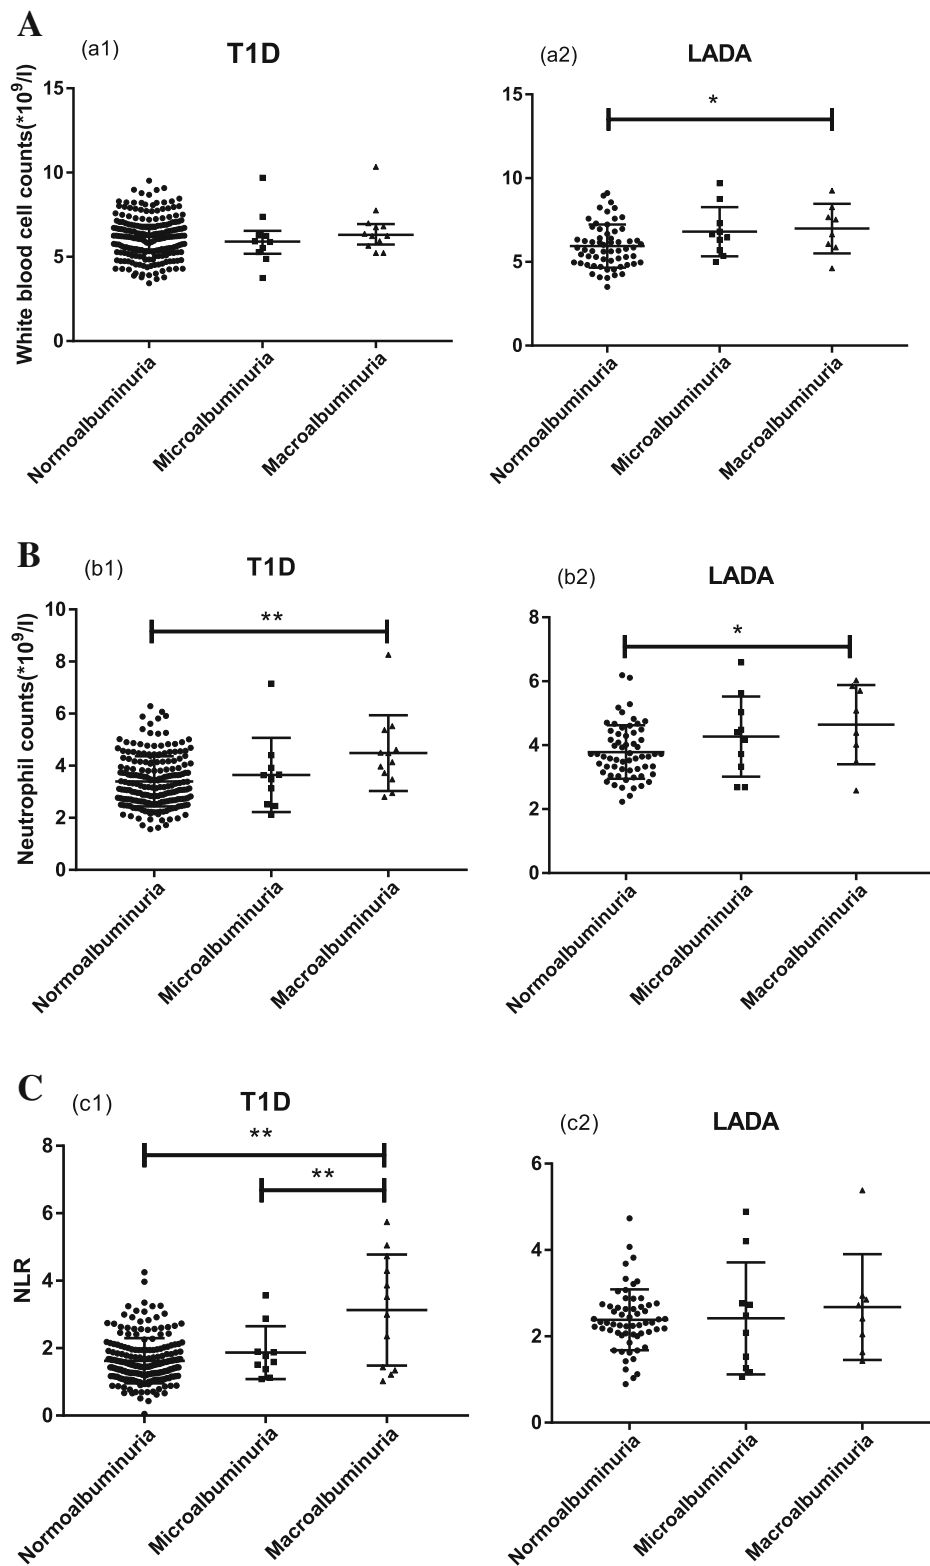 A
(a1)
T1D
White blood cell counts(*10⁹/l)
15
10
5
0
Normoalbuminuria
Microalbuminuria
Macroalbuminuria
(a2)
LADA
*
15
10
5
0
Normoalbuminuria
Microalbuminuria
Macroalbuminuria
B
(b1)
T1D
**
Neutrophil counts(*10⁹/l)
10
8
6
4
2
0
Normoalbuminuria
Microalbuminuria
Macroalbuminuria
(b2)
LADA
*
8
6
4
2
0
Normoalbuminuria
Microalbuminuria
Macroalbuminuria
C
(c1)
T1D
**
**
NLR
8
6
4
2
0
Normoalbuminuria
Microalbuminuria
Macroalbuminuria
(c2)
LADA
6
4
2
0
Normoalbuminuria
Microalbuminuria
Macroalbuminuria